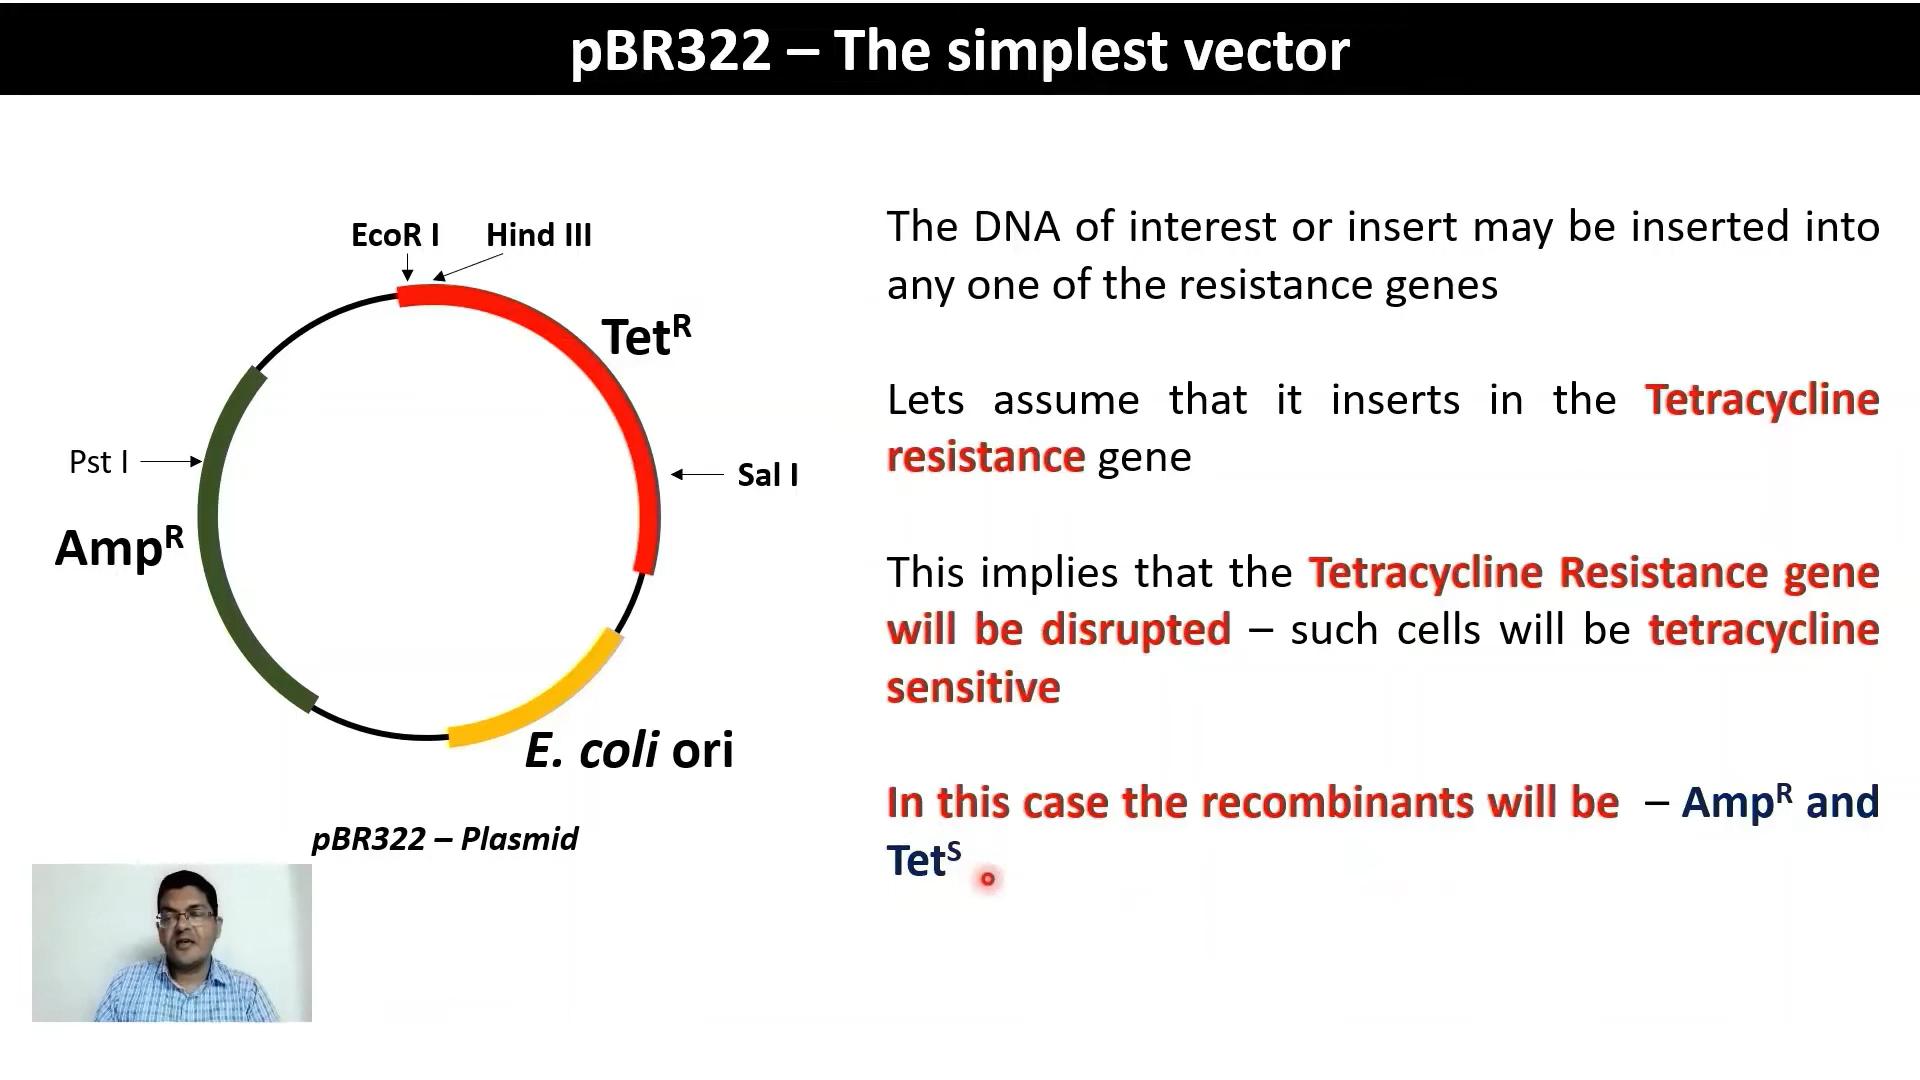 pBR322 – The simplest vector
EcoR I
Hind III
Tetᴿ
Pst I
Sal I
Ampᴿ
E. coli ori
pBR322 – Plasmid
The DNA of interest or insert may be inserted into
any one of the resistance genes
Lets assume that it inserts in the Tetracycline
resistance gene
This implies that the Tetracycline Resistance gene
will be disrupted – such cells will be tetracycline
sensitive
In this case the recombinants will be – Ampᴿ and
Tetˢ